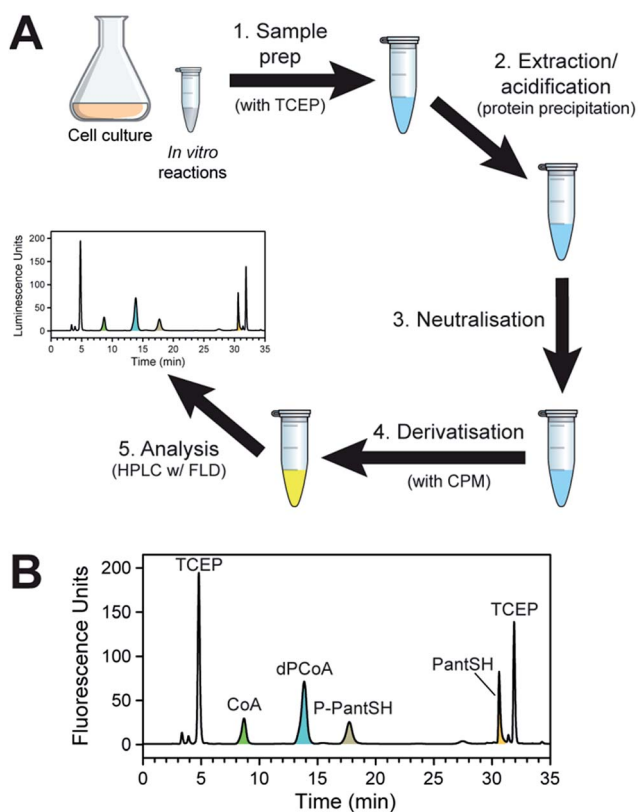 A
1. Sample
prep
(with TCEP)
2. Extraction/
acidification
(protein precipitation)
Cell culture
In vitro
reactions
3. Neutralisation
4. Derivatisation
(with CPM)
5. Analysis
(HPLC w/ FLD)
Luminescence Units
200
150
100
50
0
0 5 10 15 20 25 30 35
Time (min)
B
Fluorescence Units
200
150
100
50
0
TCEP
CoA
dPCoA
P-PantSH
PantSH
TCEP
0 5 10 15 20 25 30 35
Time (min)